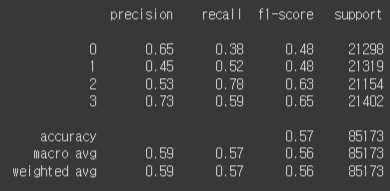 precision recall f1-score support
0 0.65 0.38 0.48 21298
1 0.45 0.52 0.48 21319
2 0.53 0.78 0.63 21154
3 0.73 0.59 0.65 21402
accuracy 0.57 85173
macro avg 0.59 0.57 0.56 85173
weighted avg 0.59 0.57 0.56 85173